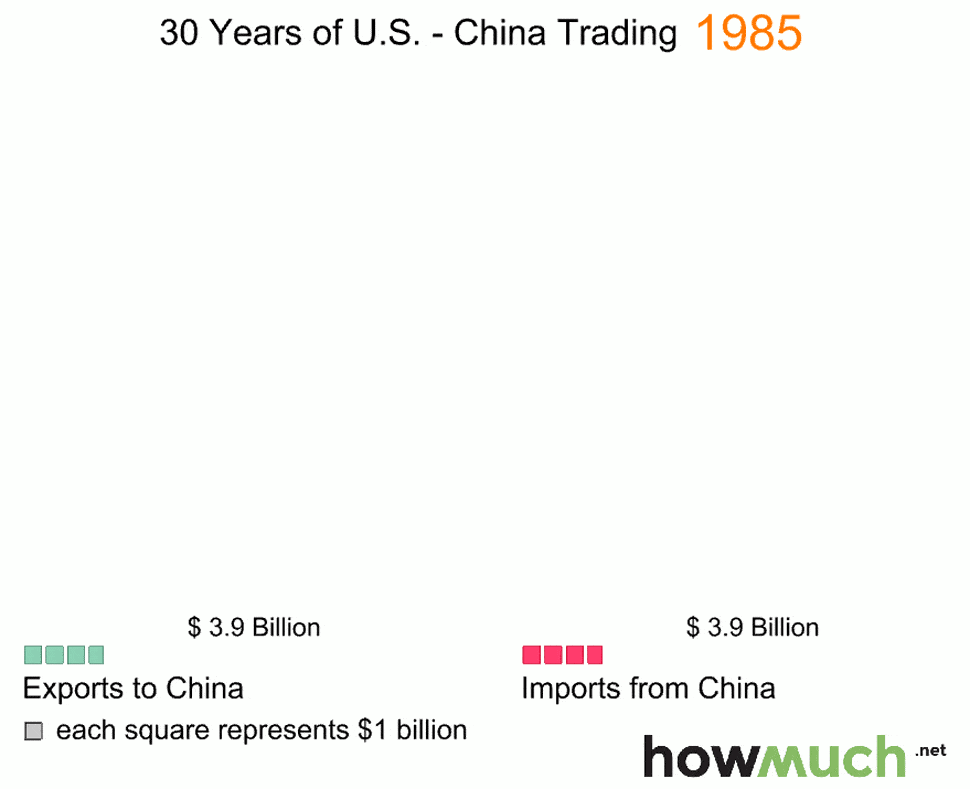 30 Years of U.S. - China Trading 1985
$ 3.9 Billion $ 3.9 Billion
Exports to China Imports from China
each square represents $1 billion
howmuch .net